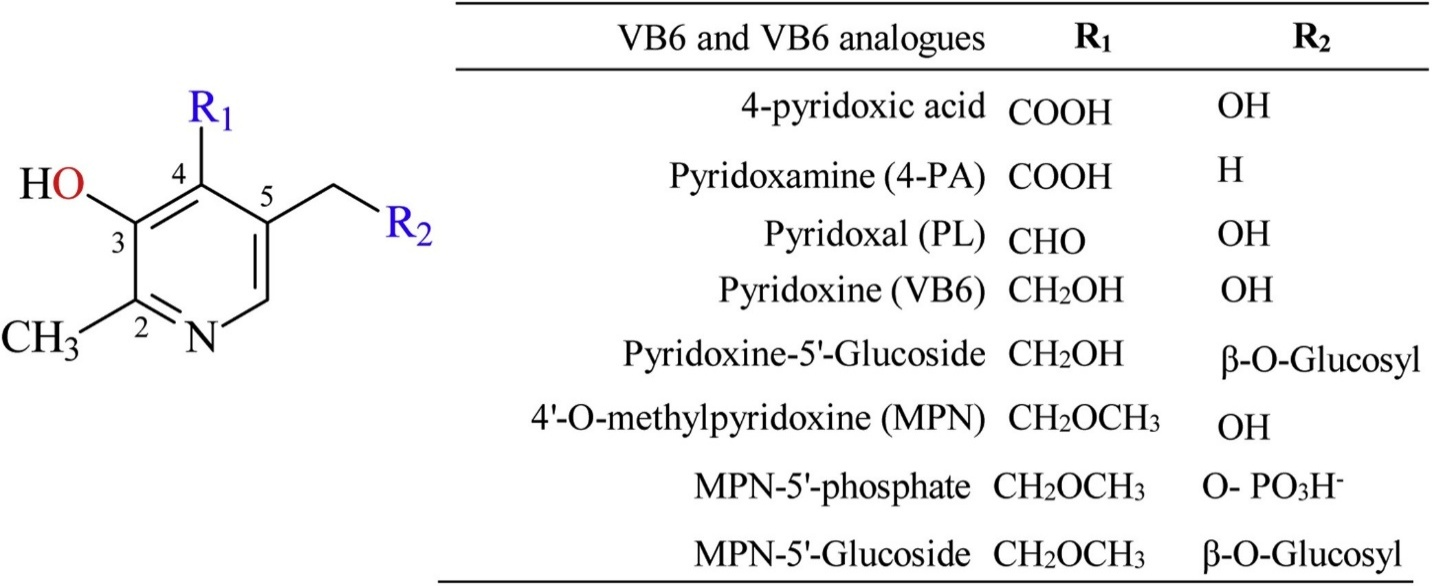 R₁
HO
4
5
3
R₂
2
CH₃
N
VB6 and VB6 analogues R₁ R₂
4-pyridoxic acid COOH OH
Pyridoxamine (4-PA) COOH H
Pyridoxal (PL) CHO OH
Pyridoxine (VB6) CH₂OH OH
Pyridoxine-5'-Glucoside CH₂OH β-O-Glucosyl
4'-O-methylpyridoxine (MPN) CH₂OCH₃ OH
MPN-5'-phosphate CH₂OCH₃ O- PO₃H⁻
MPN-5'-Glucoside CH₂OCH₃ β-O-Glucosyl